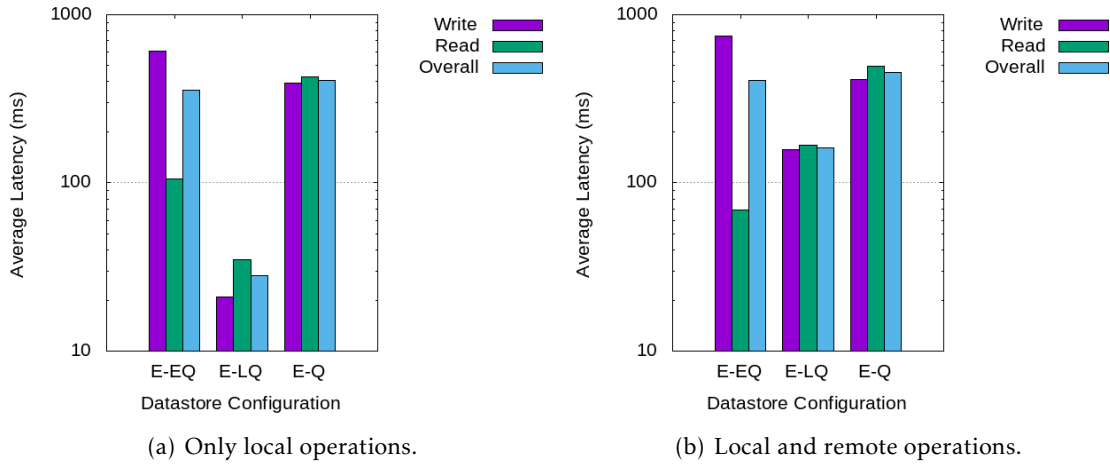 1000
100
10
Average Latency (ms)
E-EQ E-LQ E-Q
Datastore Configuration
Write
Read
Overall
(a) Only local operations.
1000
100
10
Average Latency (ms)
E-EQ E-LQ E-Q
Datastore Configuration
Write
Read
Overall
(b) Local and remote operations.